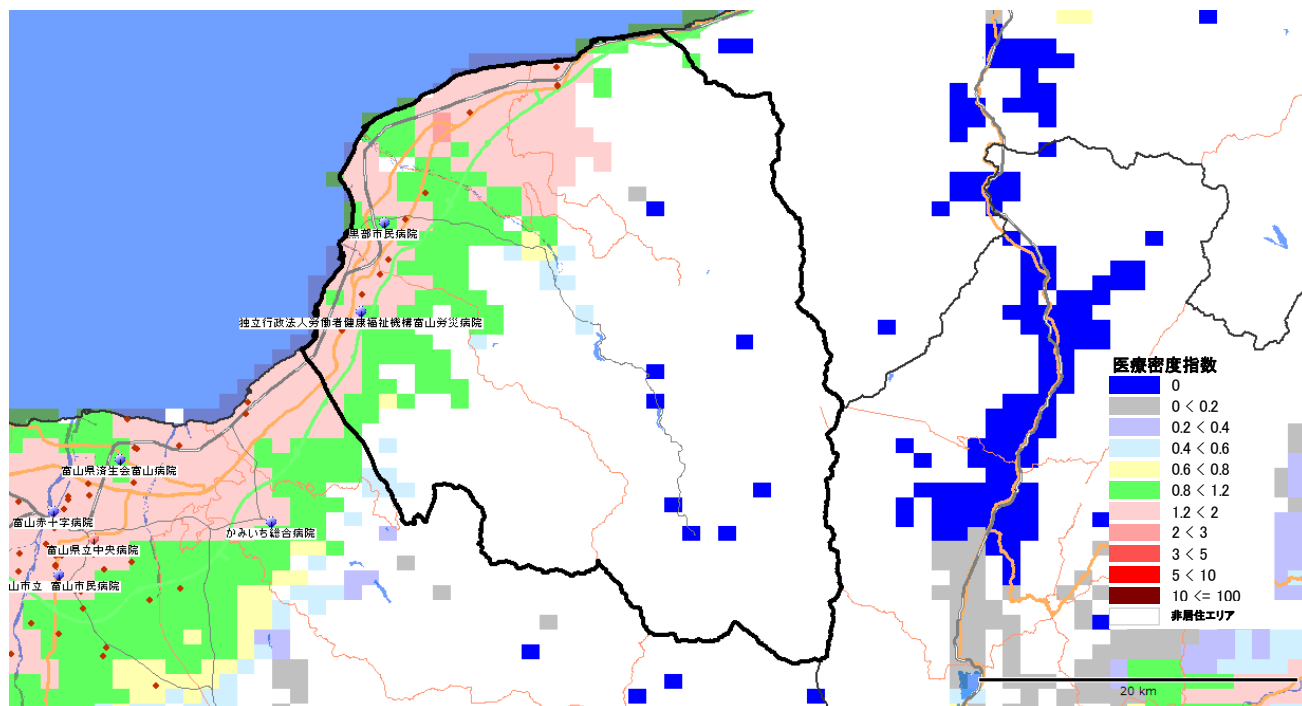 黒部市民病院
独立行政法人労働者健康福祉機構富山労災病院
富山県済生会富山病院
富山赤十字病院
かみいち総合病院
富山県立中央病院
山市立 富山市民病院
医療密度指数
0
0 < 0.2
0.2 < 0.4
0.4 < 0.6
0.6 < 0.8
0.8 < 1.2
1.2 < 2
2 < 3
3 < 5
5 < 10
10 <= 100
非居住エリア
20 km